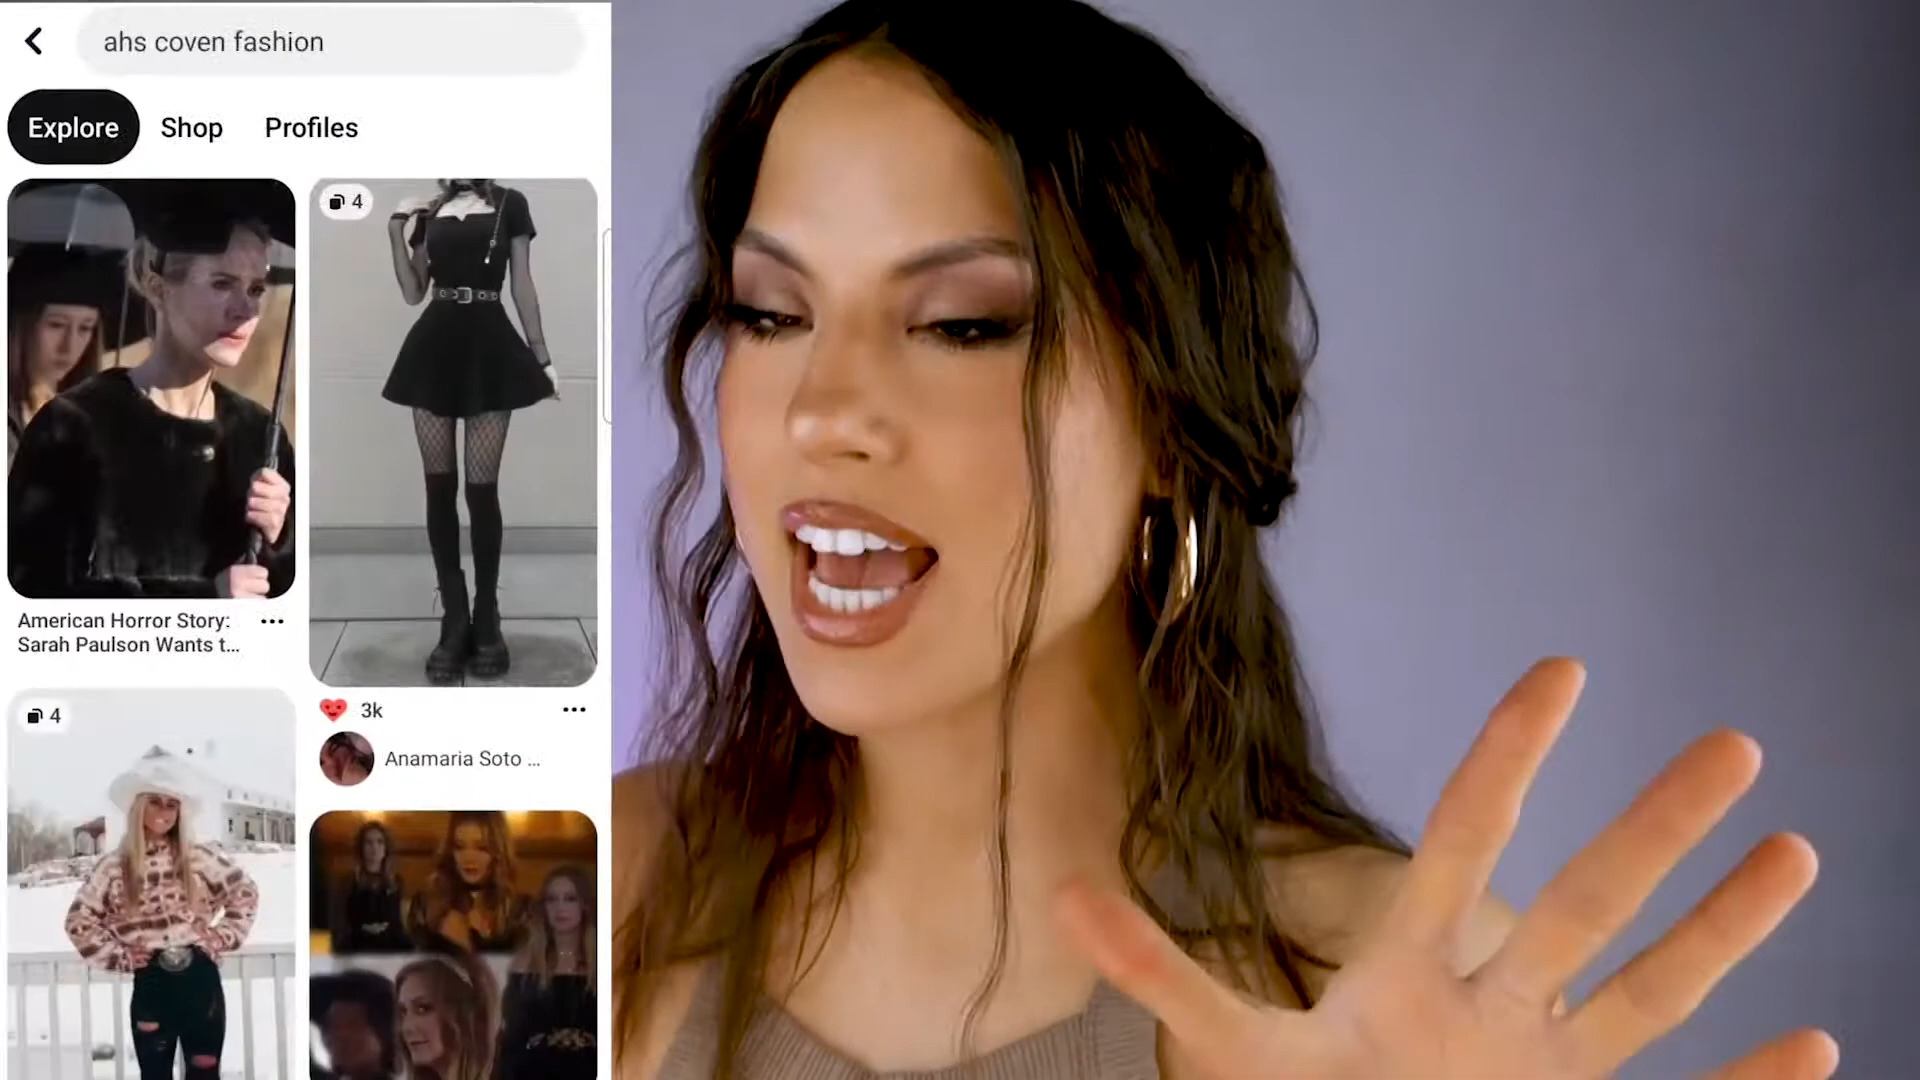 ahs coven fashion
Explore Shop Profiles
4
American Horror Story:
Sarah Paulson Wants t...
4
3k
Anamaria Soto ...